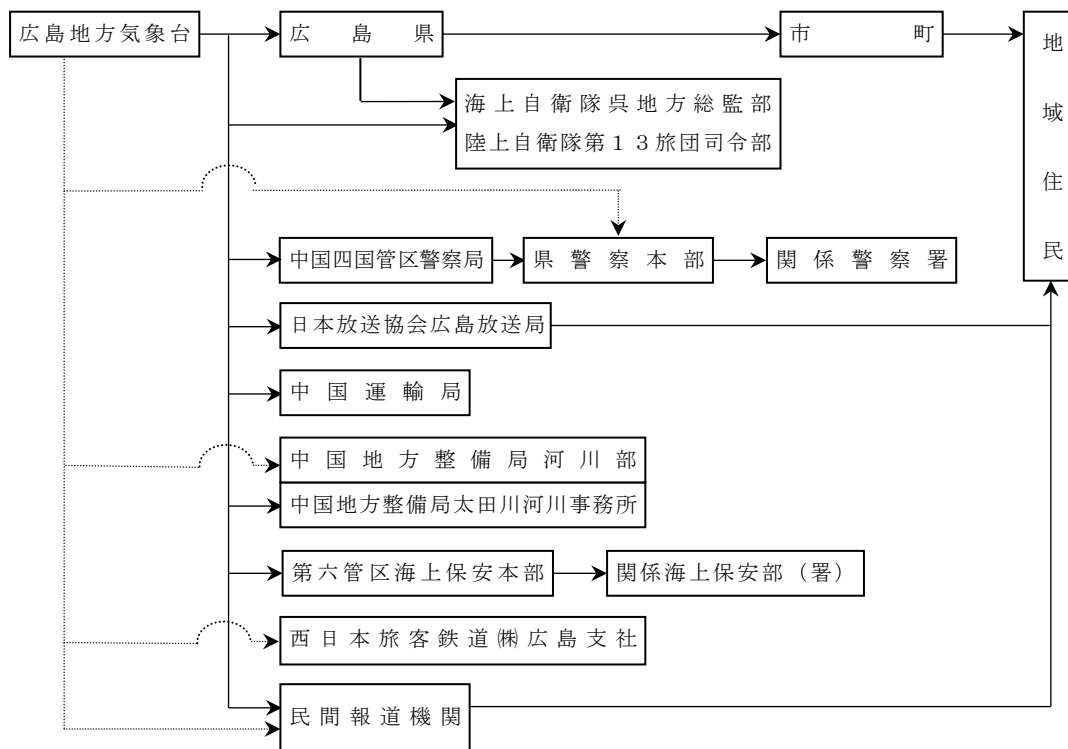 広島地方気象台
広島県
市町
地域住民
海上自衛隊呉地方総監部
陸上自衛隊第１３旅団司令部
中国四国管区警察局
県警察本部
関係警察署
日本放送協会広島放送局
中国運輸局
中国地方整備局河川部
中国地方整備局太田川河川事務所
第六管区海上保安本部
関係海上保安部（署）
西日本旅客鉄道㈱広島支社
民間報道機関